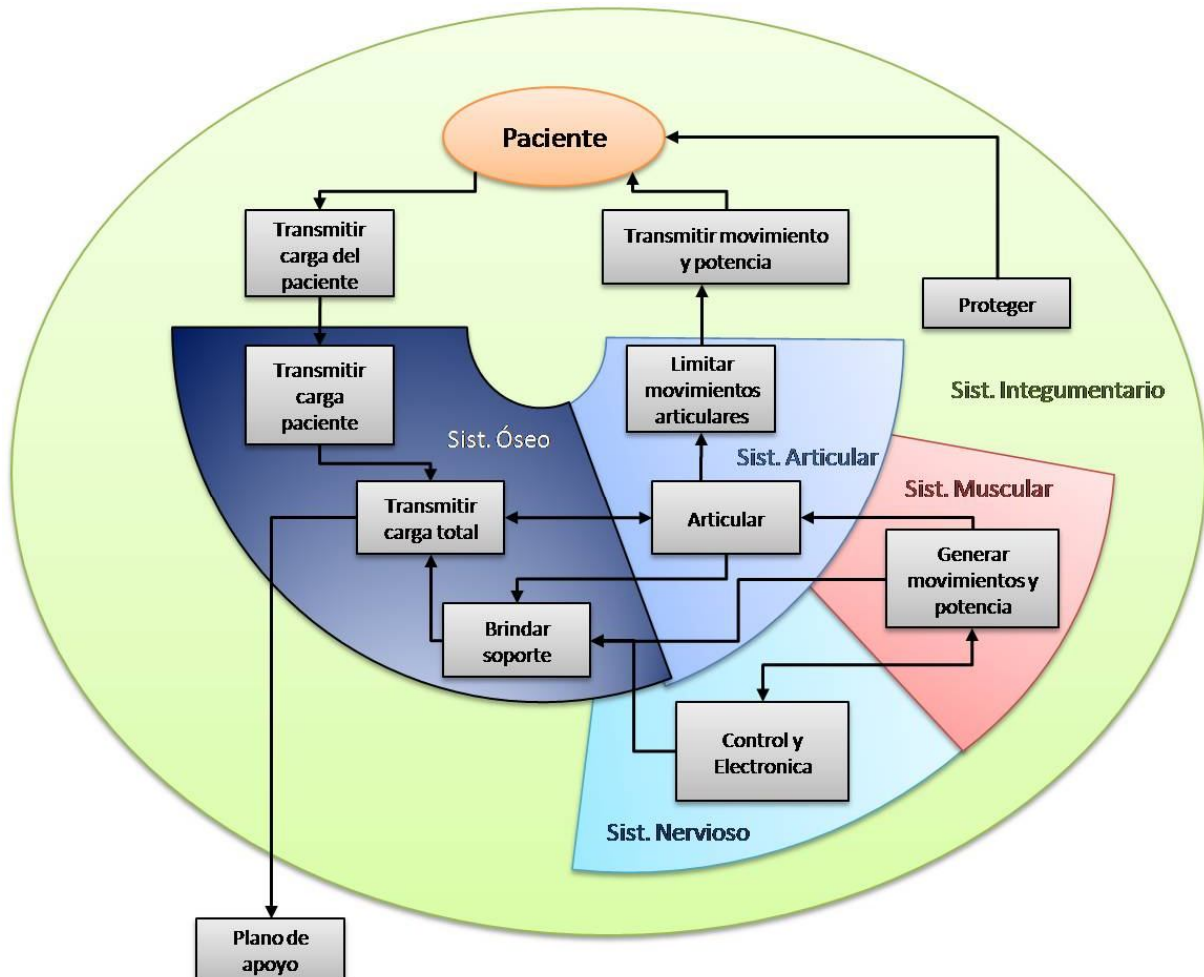 Paciente
Transmitir
carga del
paciente
Transmitir movimiento
y potencia
Proteger
Transmitir
carga
paciente
Limitar
movimientos
articulares
Sist. Integumentario
Sist. Óseo
Sist. Articular
Sist. Muscular
Transmitir
carga total
Articular
Generar
movimientos y
potencia
Brindar
soporte
Control y
Electronica
Sist. Nervioso
Plano de
apoyo